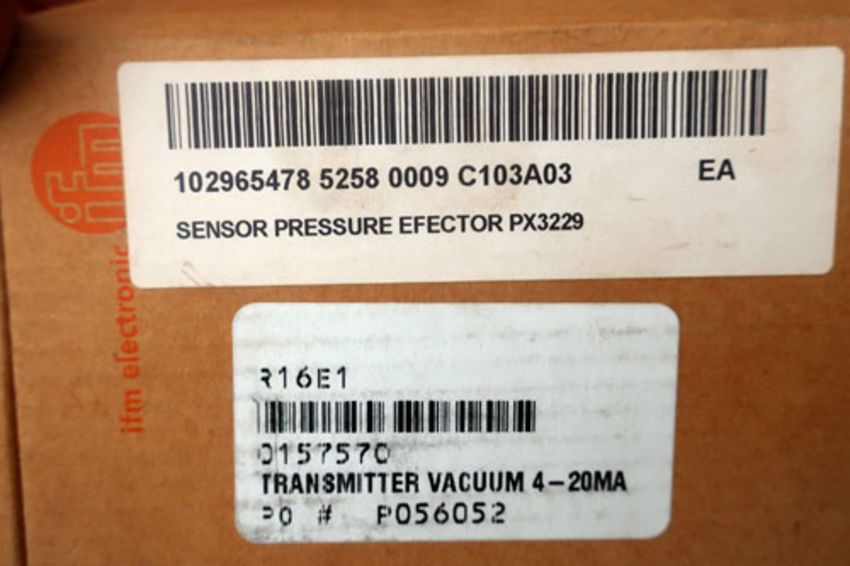 102965478 5258 0009 C103A03 EA
SENSOR PRESSURE EFECTOR PX3229
ifm
ifm electronic
R16E1
0157570
TRANSMITTER VACUUM 4-20MA
PO # P056052